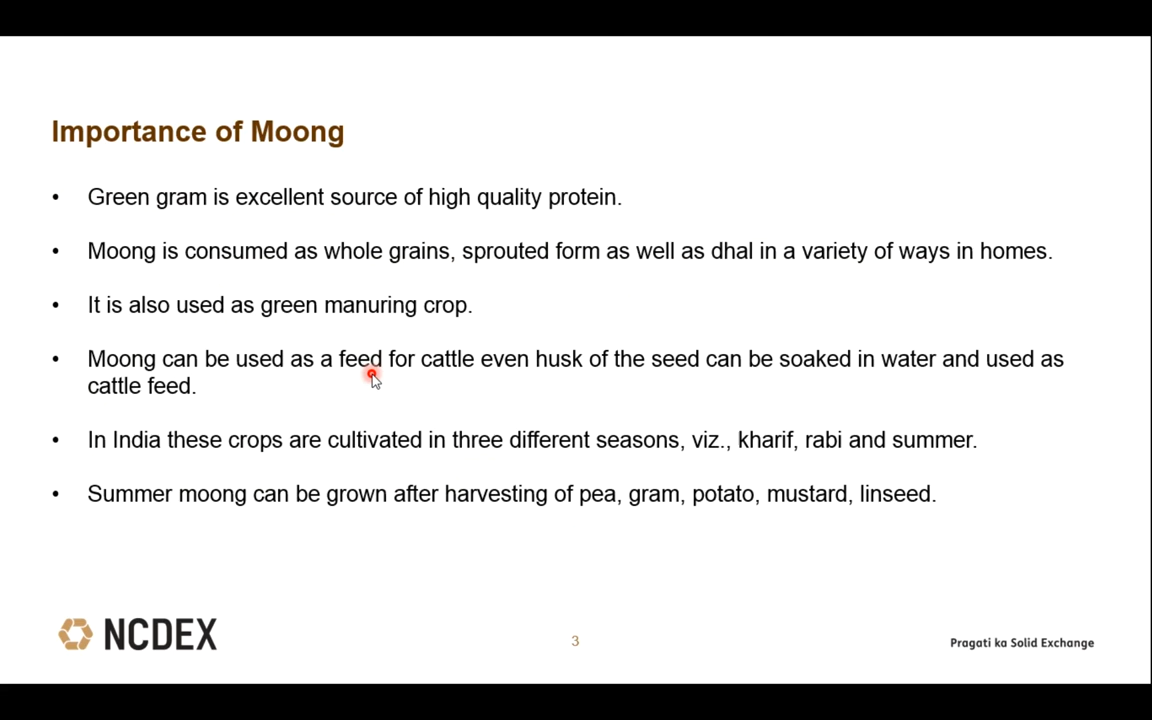 Importance of Moong
• Green gram is excellent source of high quality protein.
• Moong is consumed as whole grains, sprouted form as well as dhal in a variety of ways in homes.
• It is also used as green manuring crop.
• Moong can be used as a feed for cattle even husk of the seed can be soaked in water and used as
cattle feed.
• In India these crops are cultivated in three different seasons, viz., kharif, rabi and summer.
• Summer moong can be grown after harvesting of pea, gram, potato, mustard, linseed.
NCDEX
3
Pragati ka Solid Exchange